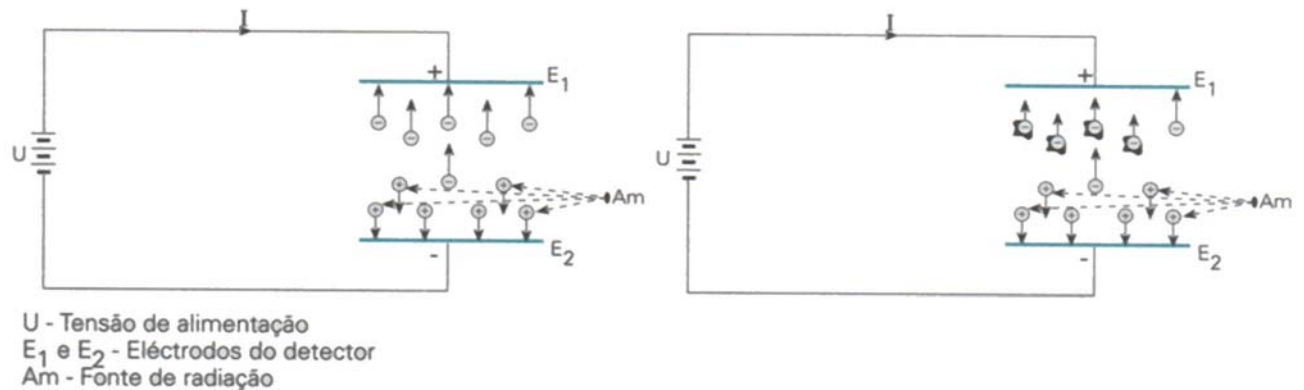 I
+
E1
U
Am
E2
-
I
+
E1
U
Am
E2
-
U - Tensão de alimentação
E1 e E2 - Eléctrodos do detector
Am - Fonte de radiação